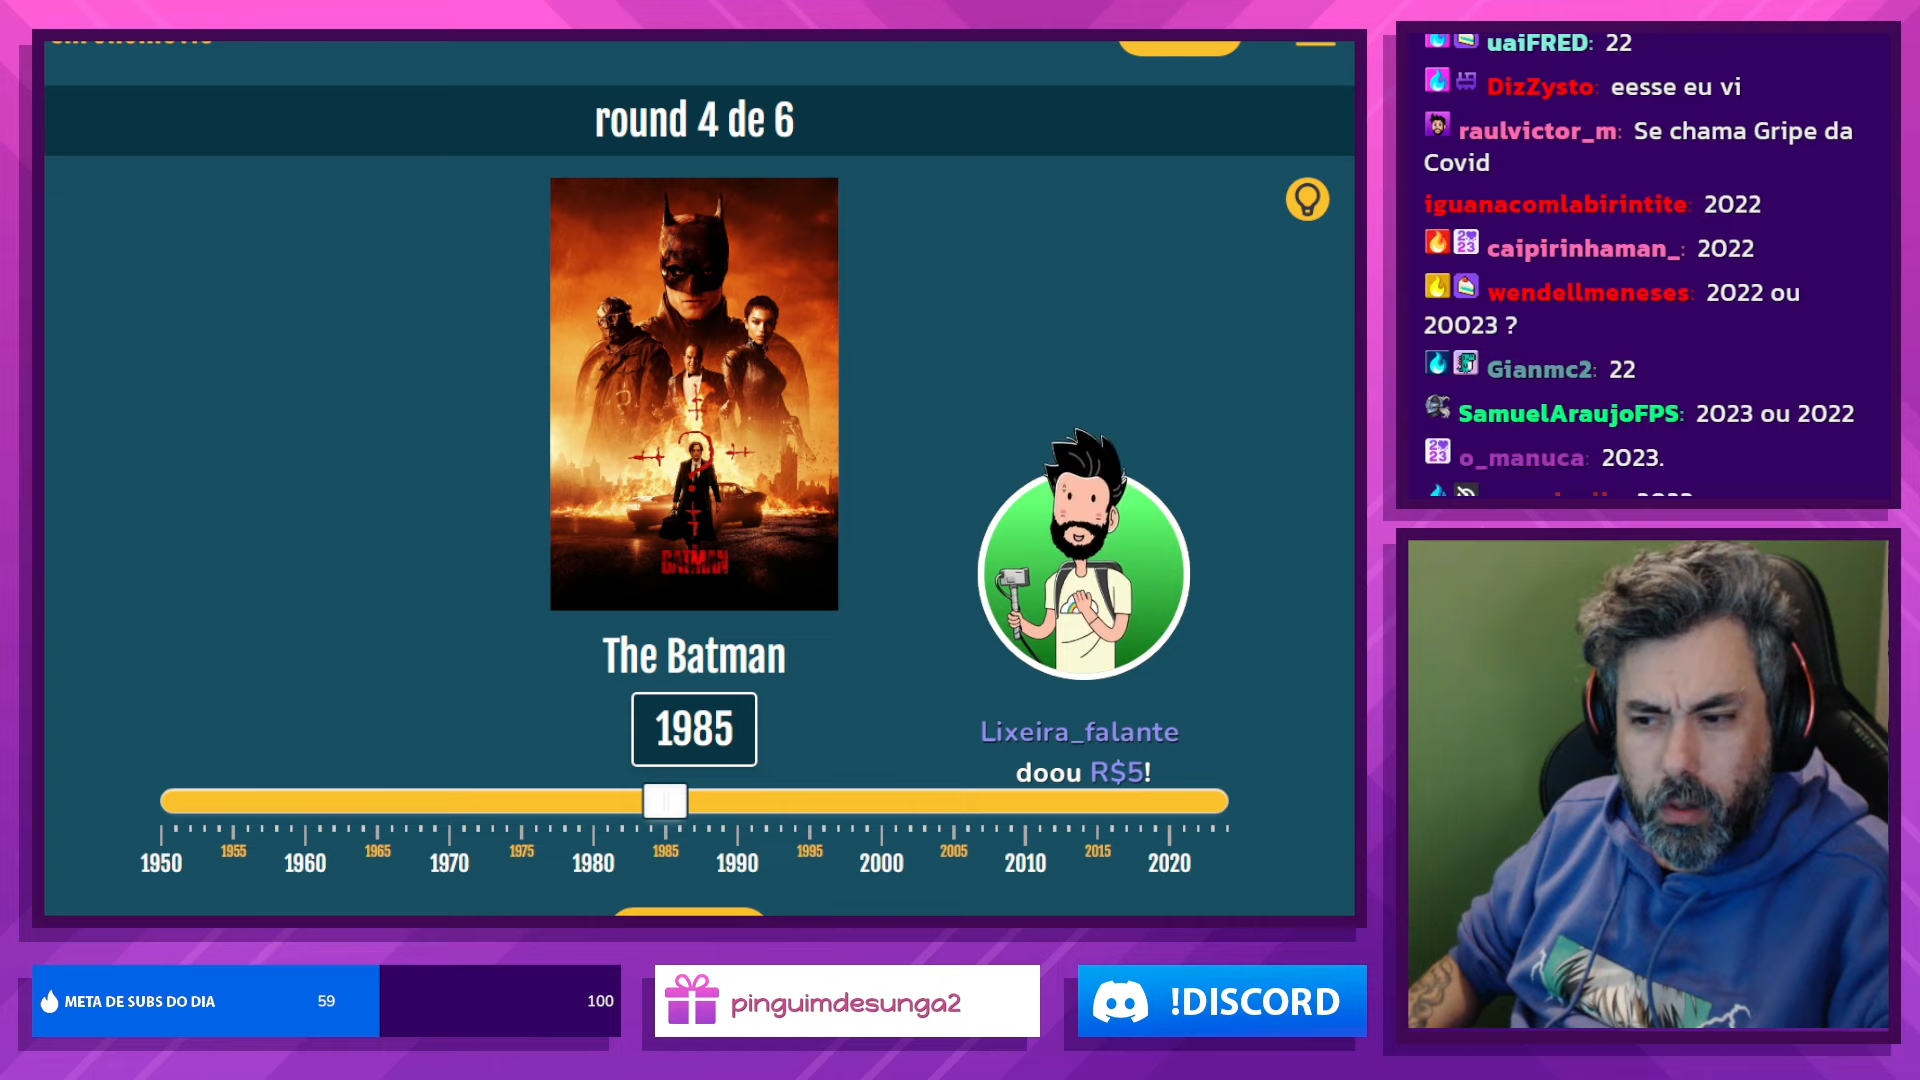 round 4 de 6
BATMAN
The Batman
1985
1950 1955 1960 1965 1970 1975 1980 1985 1990 1995 2000 2005 2010 2015 2020
Lixeira_falante
doou R$5!
uaiFRED: 22
DizZysto: eesse eu vi
raulvictor_m: Se chama Gripe da
Covid
iguanacomlabirintite: 2022
caipirinhaman_: 2022
wendellmeneses: 2022 ou
20023 ?
Gianmc2: 22
SamuelAraujoFPS: 2023 ou 2022
o_manuca: 2023.
META DE SUBS DO DIA 59 100
pinguimdesunga2
!DISCORD